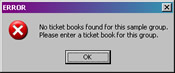 ERROR
No ticket books found for this sample group.
Please enter a ticket book for this group.
OK